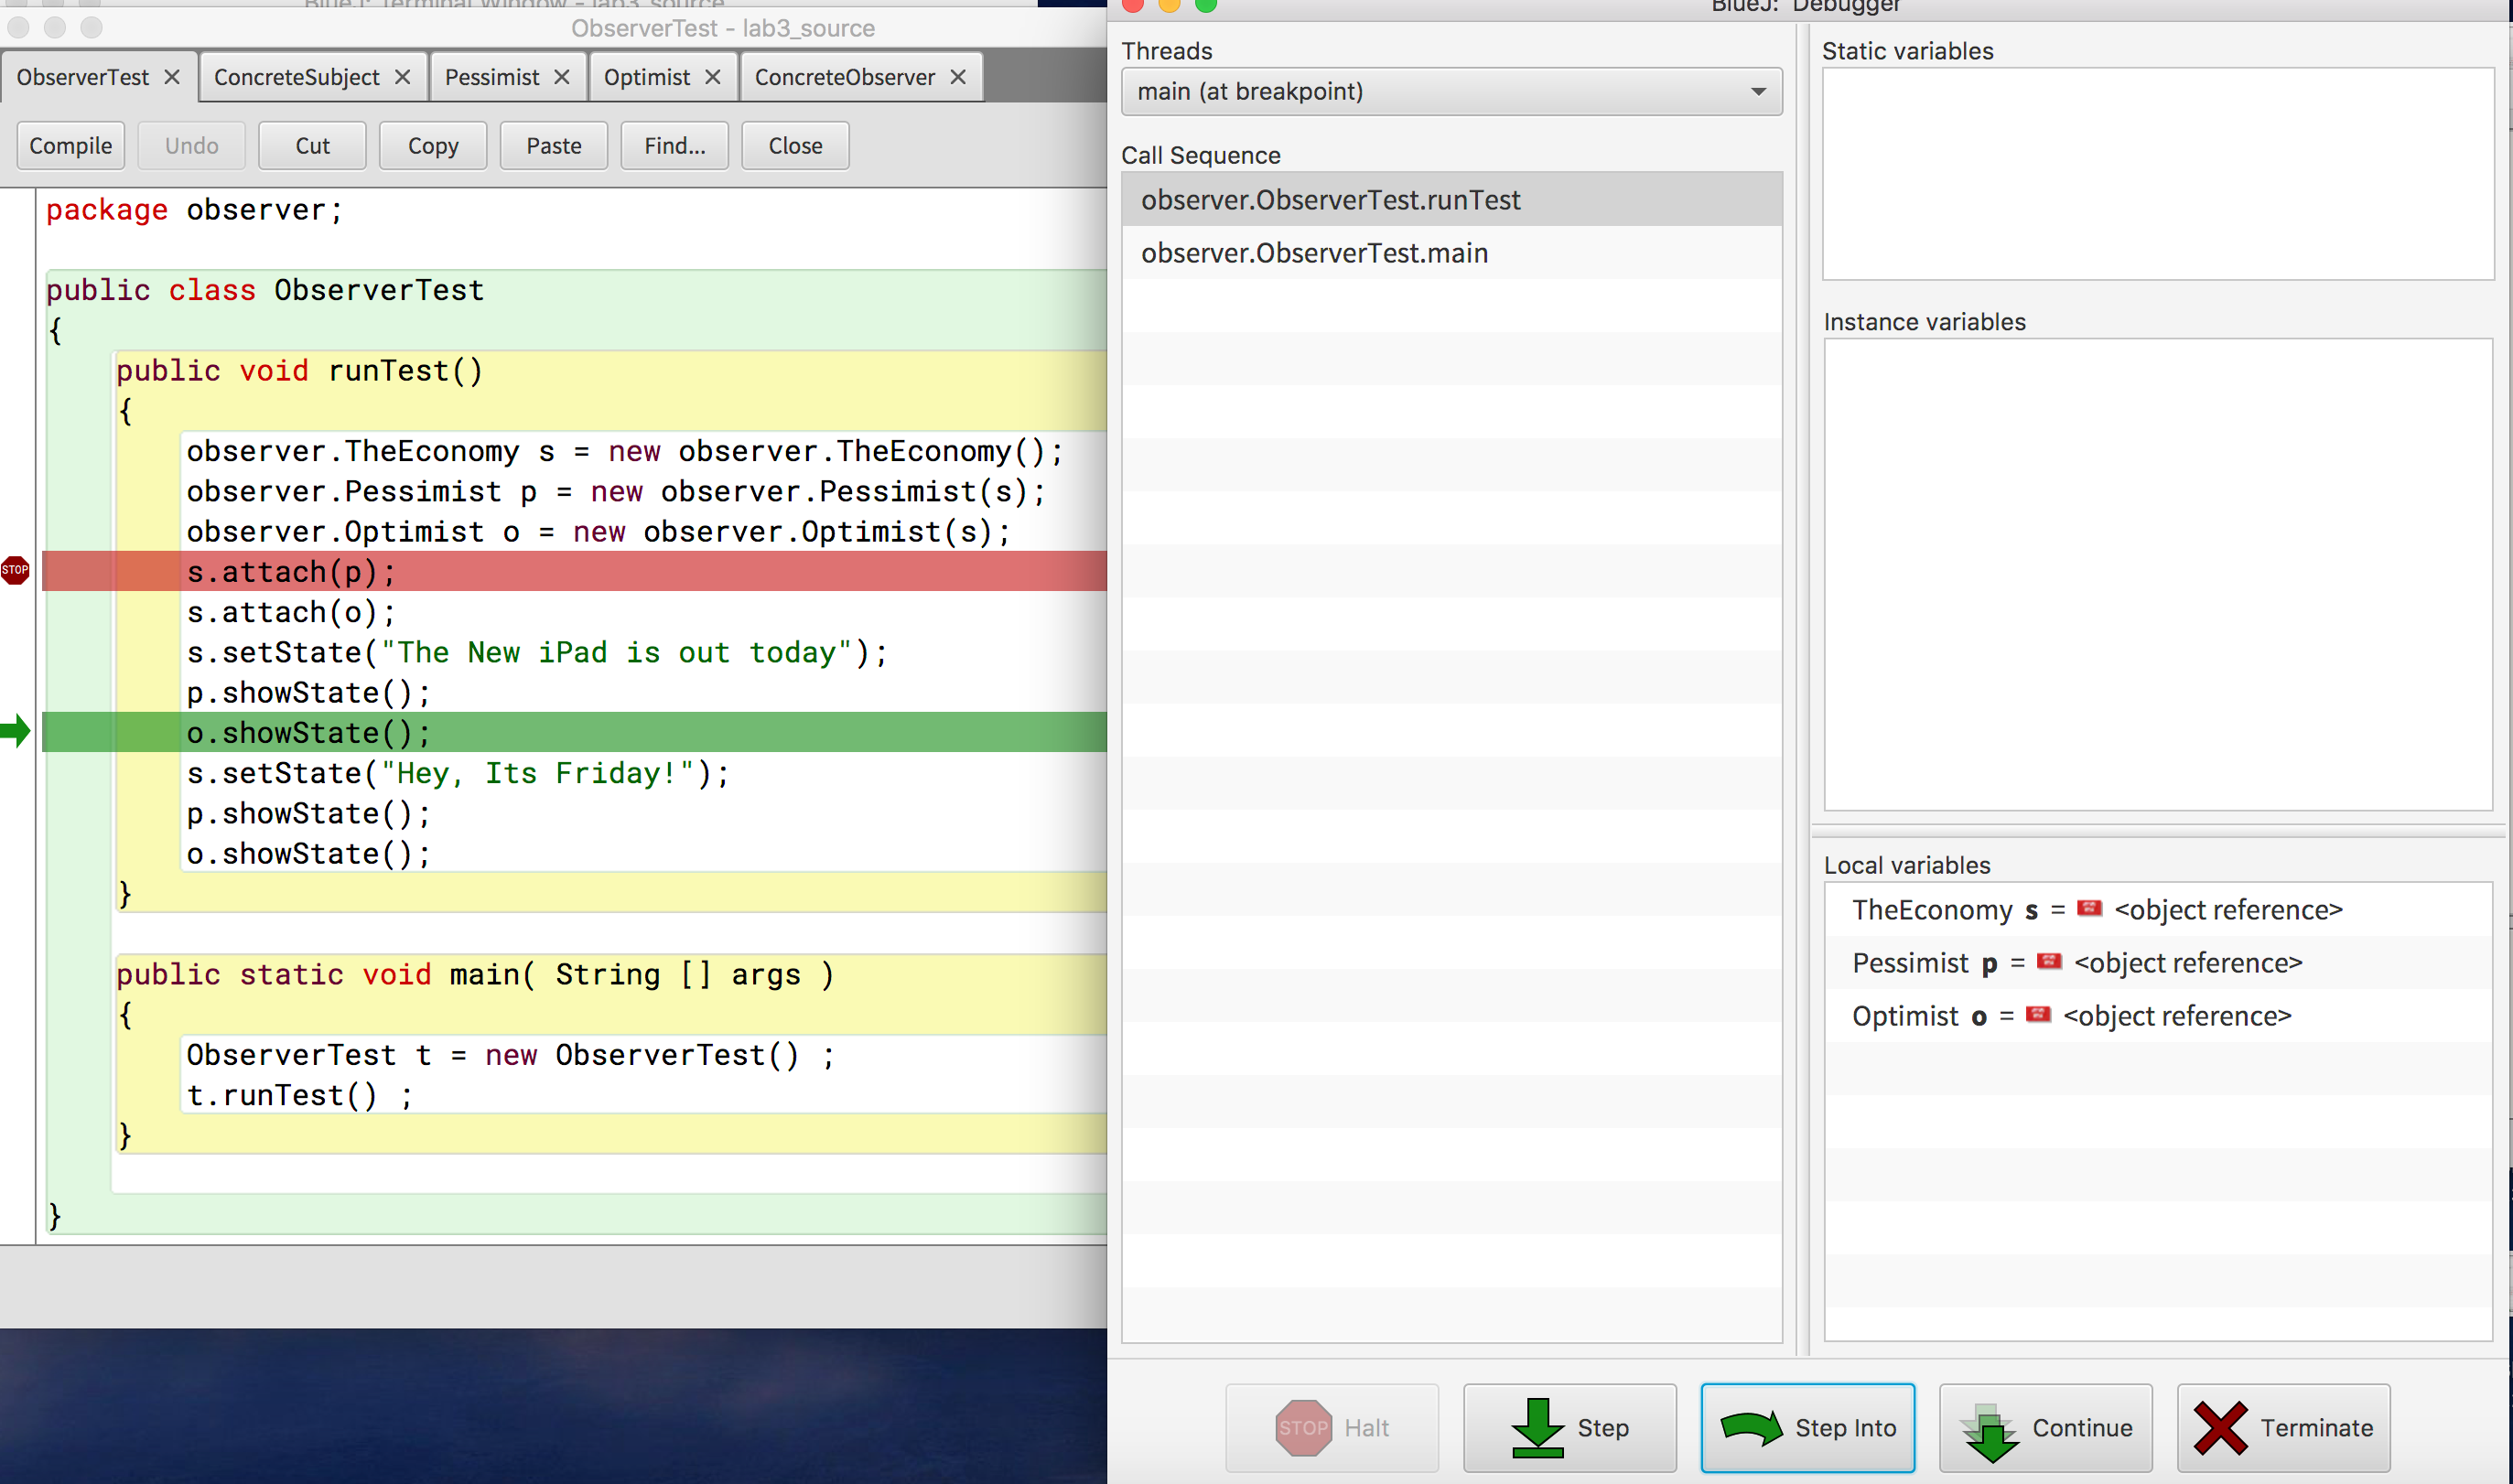 BlueJ: Terminal Window - lab3_source
ObserverTest - lab3_source
ObserverTest
ConcreteSubject
Pessimist
Optimist
ConcreteObserver
Compile
Undo
Cut
Copy
Paste
Find...
Close
package observer;
public class ObserverTest
{
public void runTest()
{
observer.TheEconomy s = new observer.TheEconomy();
observer.Pessimist p = new observer.Pessimist(s);
observer.Optimist o = new observer.Optimist(s);
STOP
s.attach(p);
s.attach(o);
s.setState("The New iPad is out today");
p.showState();
o.showState();
s.setState("Hey, Its Friday!");
p.showState();
o.showState();
}
public static void main( String [] args )
{
ObserverTest t = new ObserverTest() ;
t.runTest() ;
}
}
BlueJ: Debugger
Threads
main (at breakpoint)
Call Sequence
observer.ObserverTest.runTest
observer.ObserverTest.main
Static variables
Instance variables
Local variables
TheEconomy s = <object reference>
Pessimist p = <object reference>
Optimist o = <object reference>
STOP
Halt
Step
Step Into
Continue
Terminate